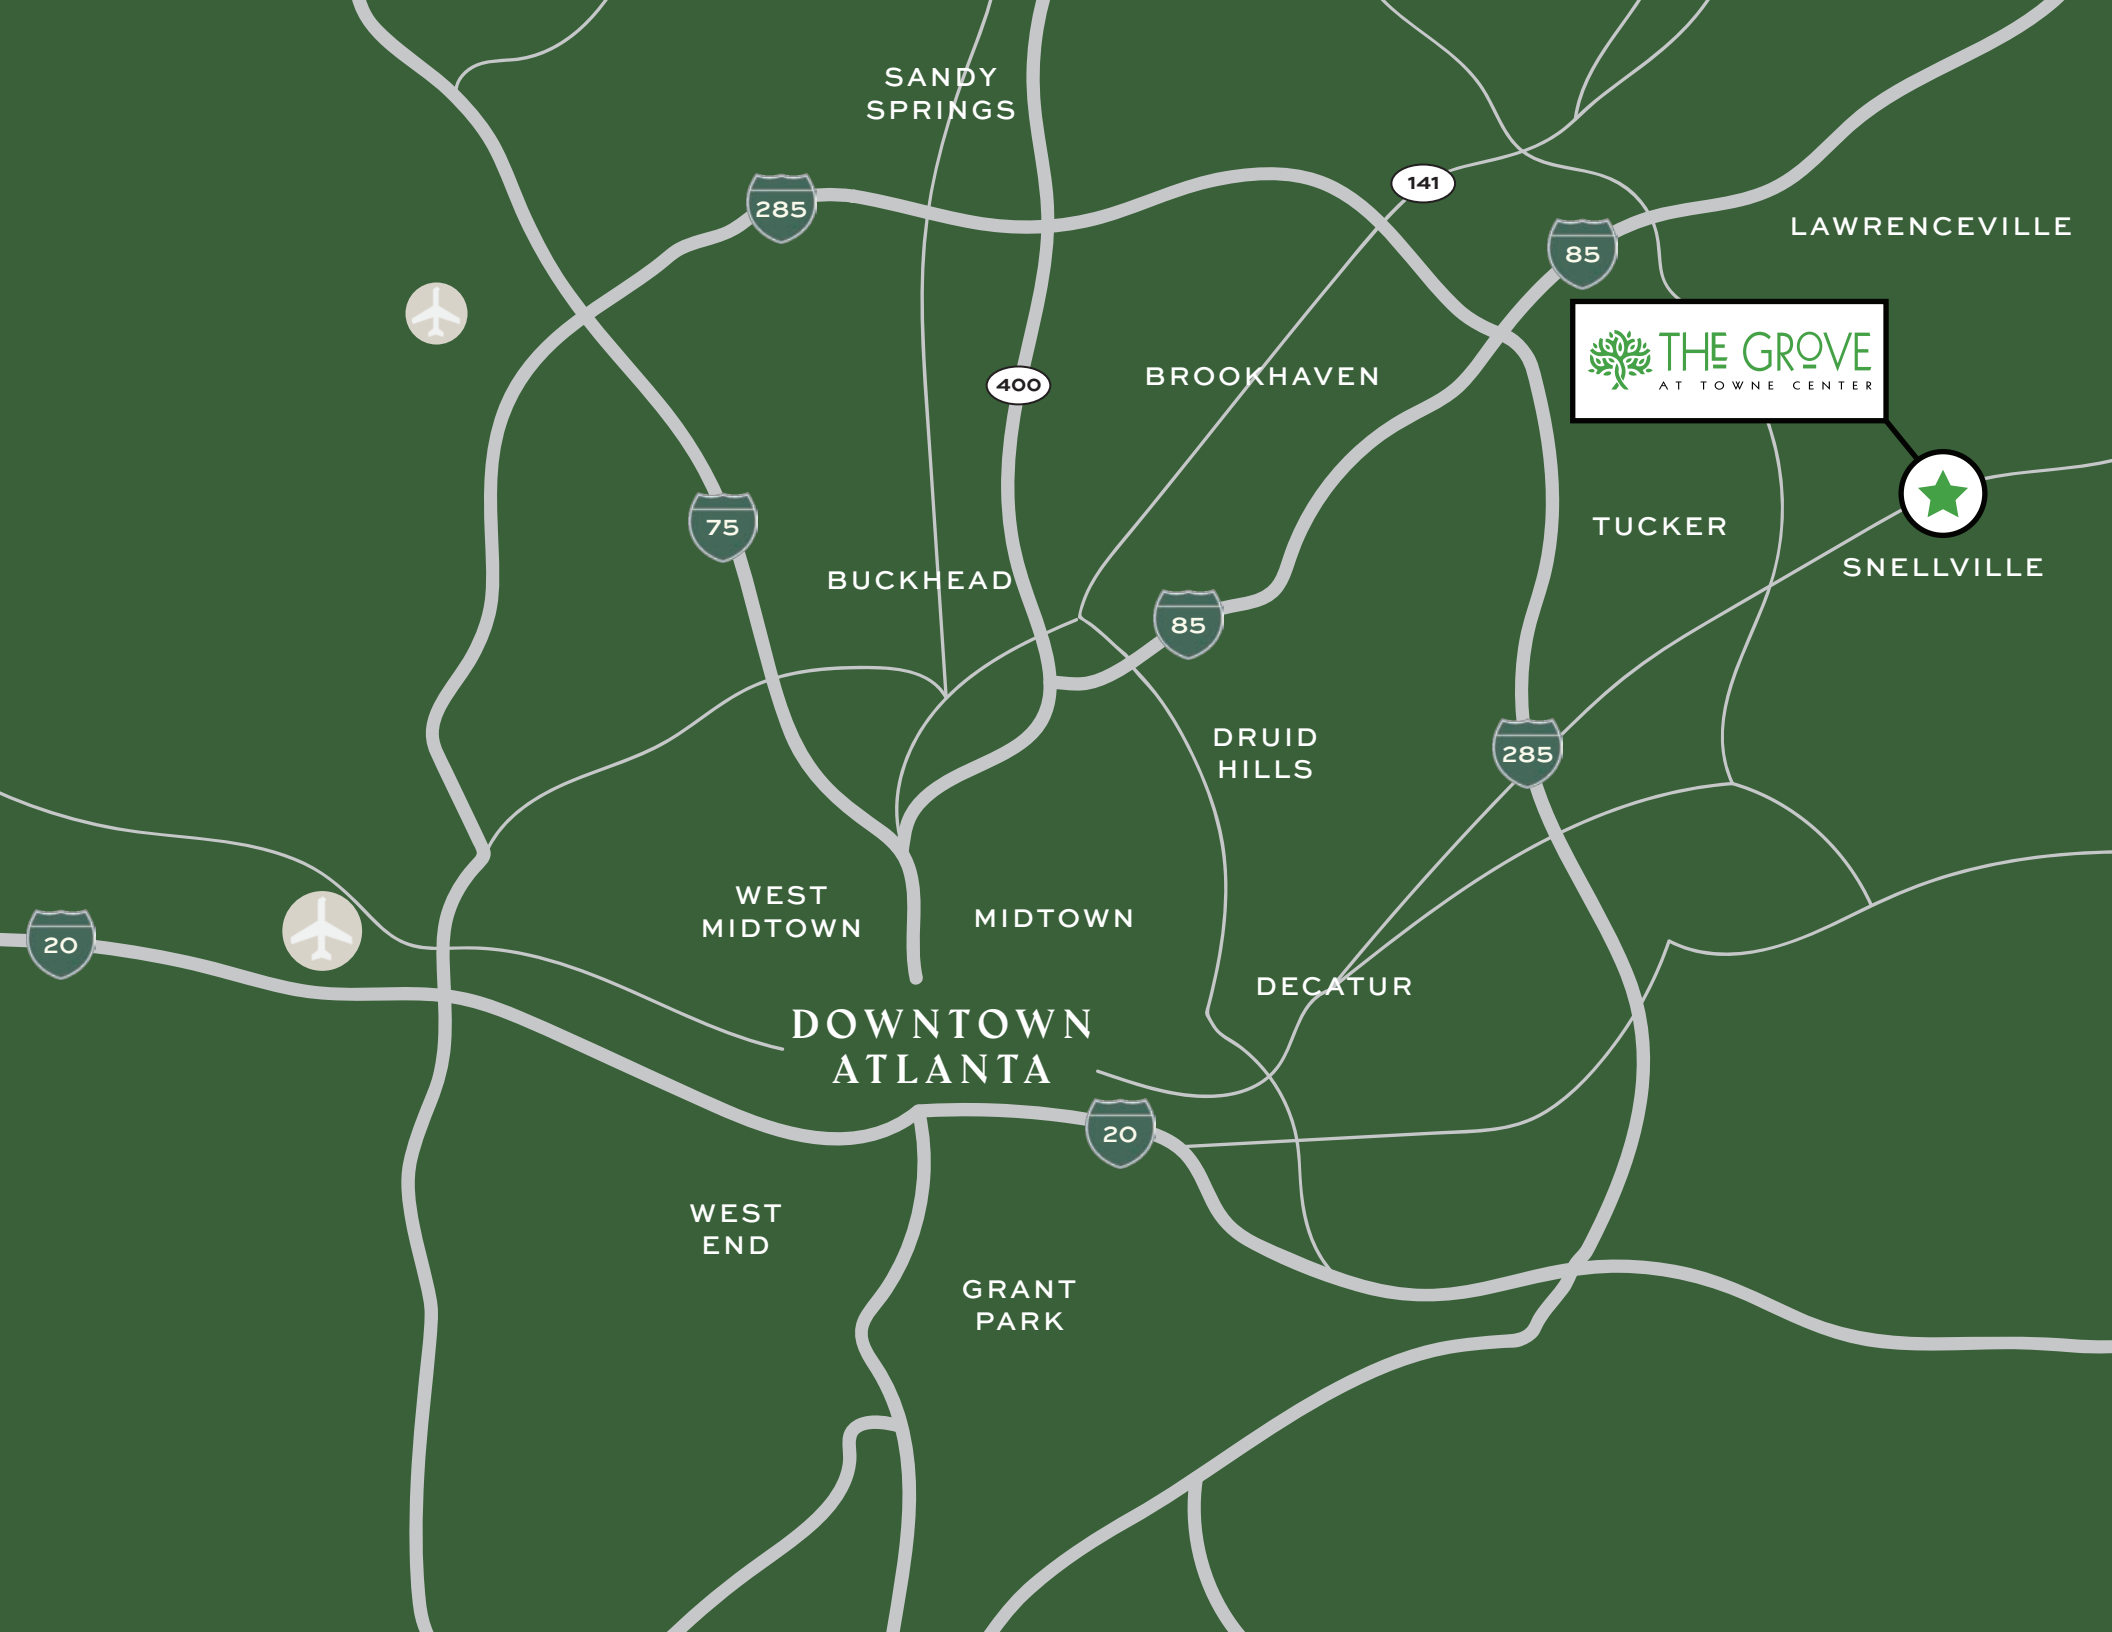 SANDY
SPRINGS
285
141
LAWRENCEVILLE
85
THE GROVE
AT TOWNE CENTER
400
BROOKHAVEN
75
TUCKER
SNELLVILLE
BUCKHEAD
85
DRUID
HILLS
285
WEST
MIDTOWN
MIDTOWN
20
DECATUR
DOWNTOWN
ATLANTA
20
WEST
END
GRANT
PARK